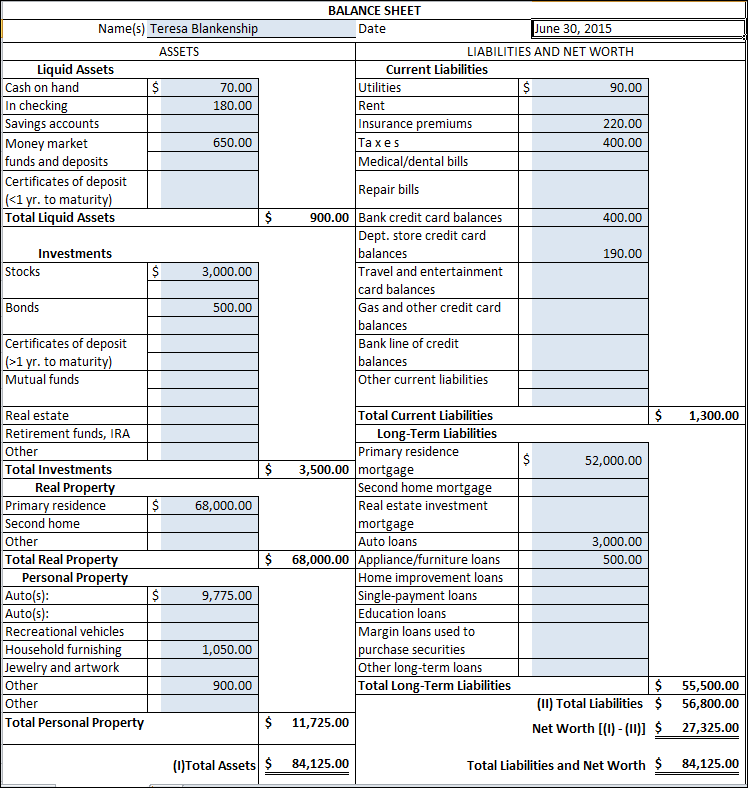 BALANCE SHEET
Name(s) Teresa Blankenship Date June 30, 2015
ASSETS
Liquid Assets
Cash on hand $ 70.00
In checking 180.00
Savings accounts
Money market 650.00
funds and deposits
Certificates of deposit
(<1 yr. to maturity)
Total Liquid Assets $ 900.00
Investments
Stocks $ 3,000.00
Bonds 500.00
Certificates of deposit
(>1 yr. to maturity)
Mutual funds
Real estate
Retirement funds, IRA
Other
Total Investments $ 3,500.00
Real Property
Primary residence $ 68,000.00
Second home
Other
Total Real Property $ 68,000.00
Personal Property
Auto(s): $ 9,775.00
Auto(s):
Recreational vehicles
Household furnishing 1,050.00
Jewelry and artwork
Other 900.00
Other
Total Personal Property $ 11,725.00
(I)Total Assets $ 84,125.00
LIABILITIES AND NET WORTH
Current Liabilities
Utilities $ 90.00
Rent
Insurance premiums 220.00
Taxes 400.00
Medical/dental bills
Repair bills
Bank credit card balances 400.00
Dept. store credit card
balances 190.00
Travel and entertainment
card balances
Gas and other credit card
balances
Bank line of credit
balances
Other current liabilities
Total Current Liabilities $ 1,300.00
Long-Term Liabilities
Primary residence
mortgage $ 52,000.00
Second home mortgage
Real estate investment
mortgage
Auto loans 3,000.00
Appliance/furniture loans 500.00
Home improvement loans
Single-payment loans
Education loans
Margin loans used to
purchase securities
Other long-term loans
Total Long-Term Liabilities $ 55,500.00
(II) Total Liabilities $ 56,800.00
Net Worth [(I) - (II)] $ 27,325.00
Total Liabilities and Net Worth $ 84,125.00